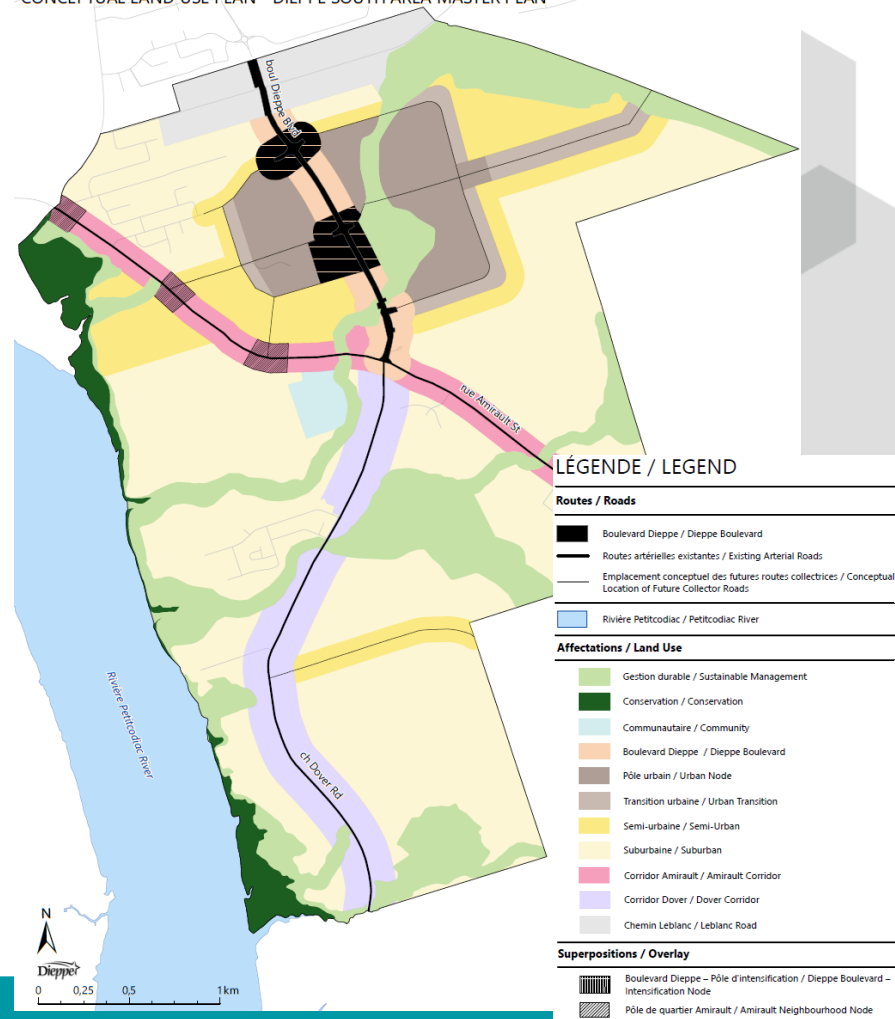 CONCEPTUAL LAND USE PLAN - DIEPPE SOUTH AREA MASTER PLAN
boul Dieppe Blvd
rue Amirault St
Rivière Petitcodiac River
ch Dover Rd
N
Dieppe
0 0,25 0,5 1 km
LÉGENDE / LEGEND
Routes / Roads
Boulevard Dieppe / Dieppe Boulevard
Routes artérielles existantes / Existing Arterial Roads
Emplacement conceptuel des futures routes collectrices / Conceptual
Location of Future Collector Roads
Rivière Petitcodiac / Petitcodiac River
Affectations / Land Use
Gestion durable / Sustainable Management
Conservation / Conservation
Communautaire / Community
Boulevard Dieppe / Dieppe Boulevard
Pôle urbain / Urban Node
Transition urbaine / Urban Transition
Semi-urbaine / Semi-Urban
Suburbaine / Suburban
Corridor Amirault / Amirault Corridor
Corridor Dover / Dover Corridor
Chemin Leblanc / Leblanc Road
Superpositions / Overlay
Boulevard Dieppe – Pôle d'intensification / Dieppe Boulevard –
Intensification Node
Pôle de quartier Amirault / Amirault Neighbourhood Node